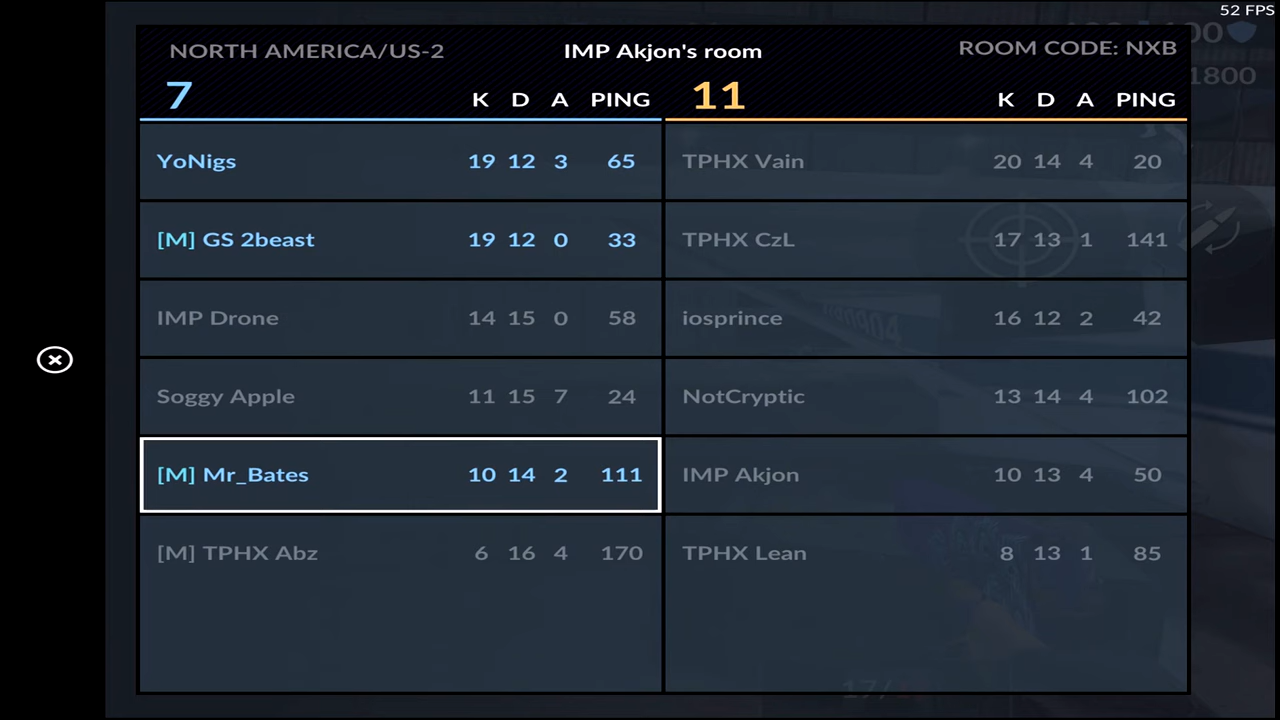 52 FPS
NORTH AMERICA/US-2 IMP Akjon's room ROOM CODE: NXB
7 K D A PING 11 K D A PING
1800
YoNigs 19 12 3 65 TPHX Vain 20 14 4 20
[M] GS 2beast 19 12 0 33 TPHX CzL 17 13 1 141
IMP Drone 14 15 0 58 iosprince 16 12 2 42
Soggy Apple 11 15 7 24 NotCryptic 13 14 4 102
[M] Mr_Bates 10 14 2 111 IMP Akjon 10 13 4 50
[M] TPHX Abz 6 16 4 170 TPHX Lean 8 13 1 85